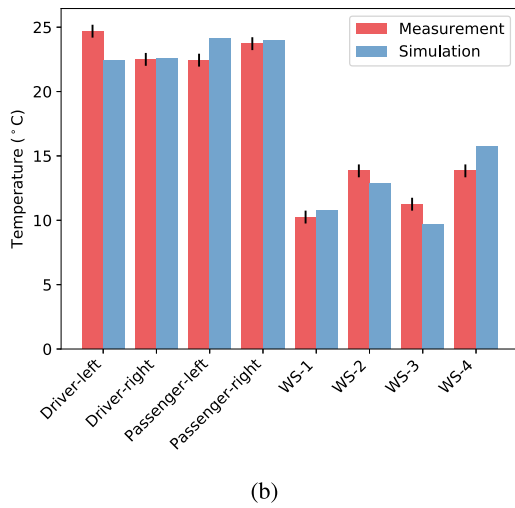 25
20
15
10
5
0
Temperature (°C)
Measurement
Simulation
Driver-left
Driver-right
Passenger-left
Passenger-right
WS-1
WS-2
WS-3
WS-4
(b)